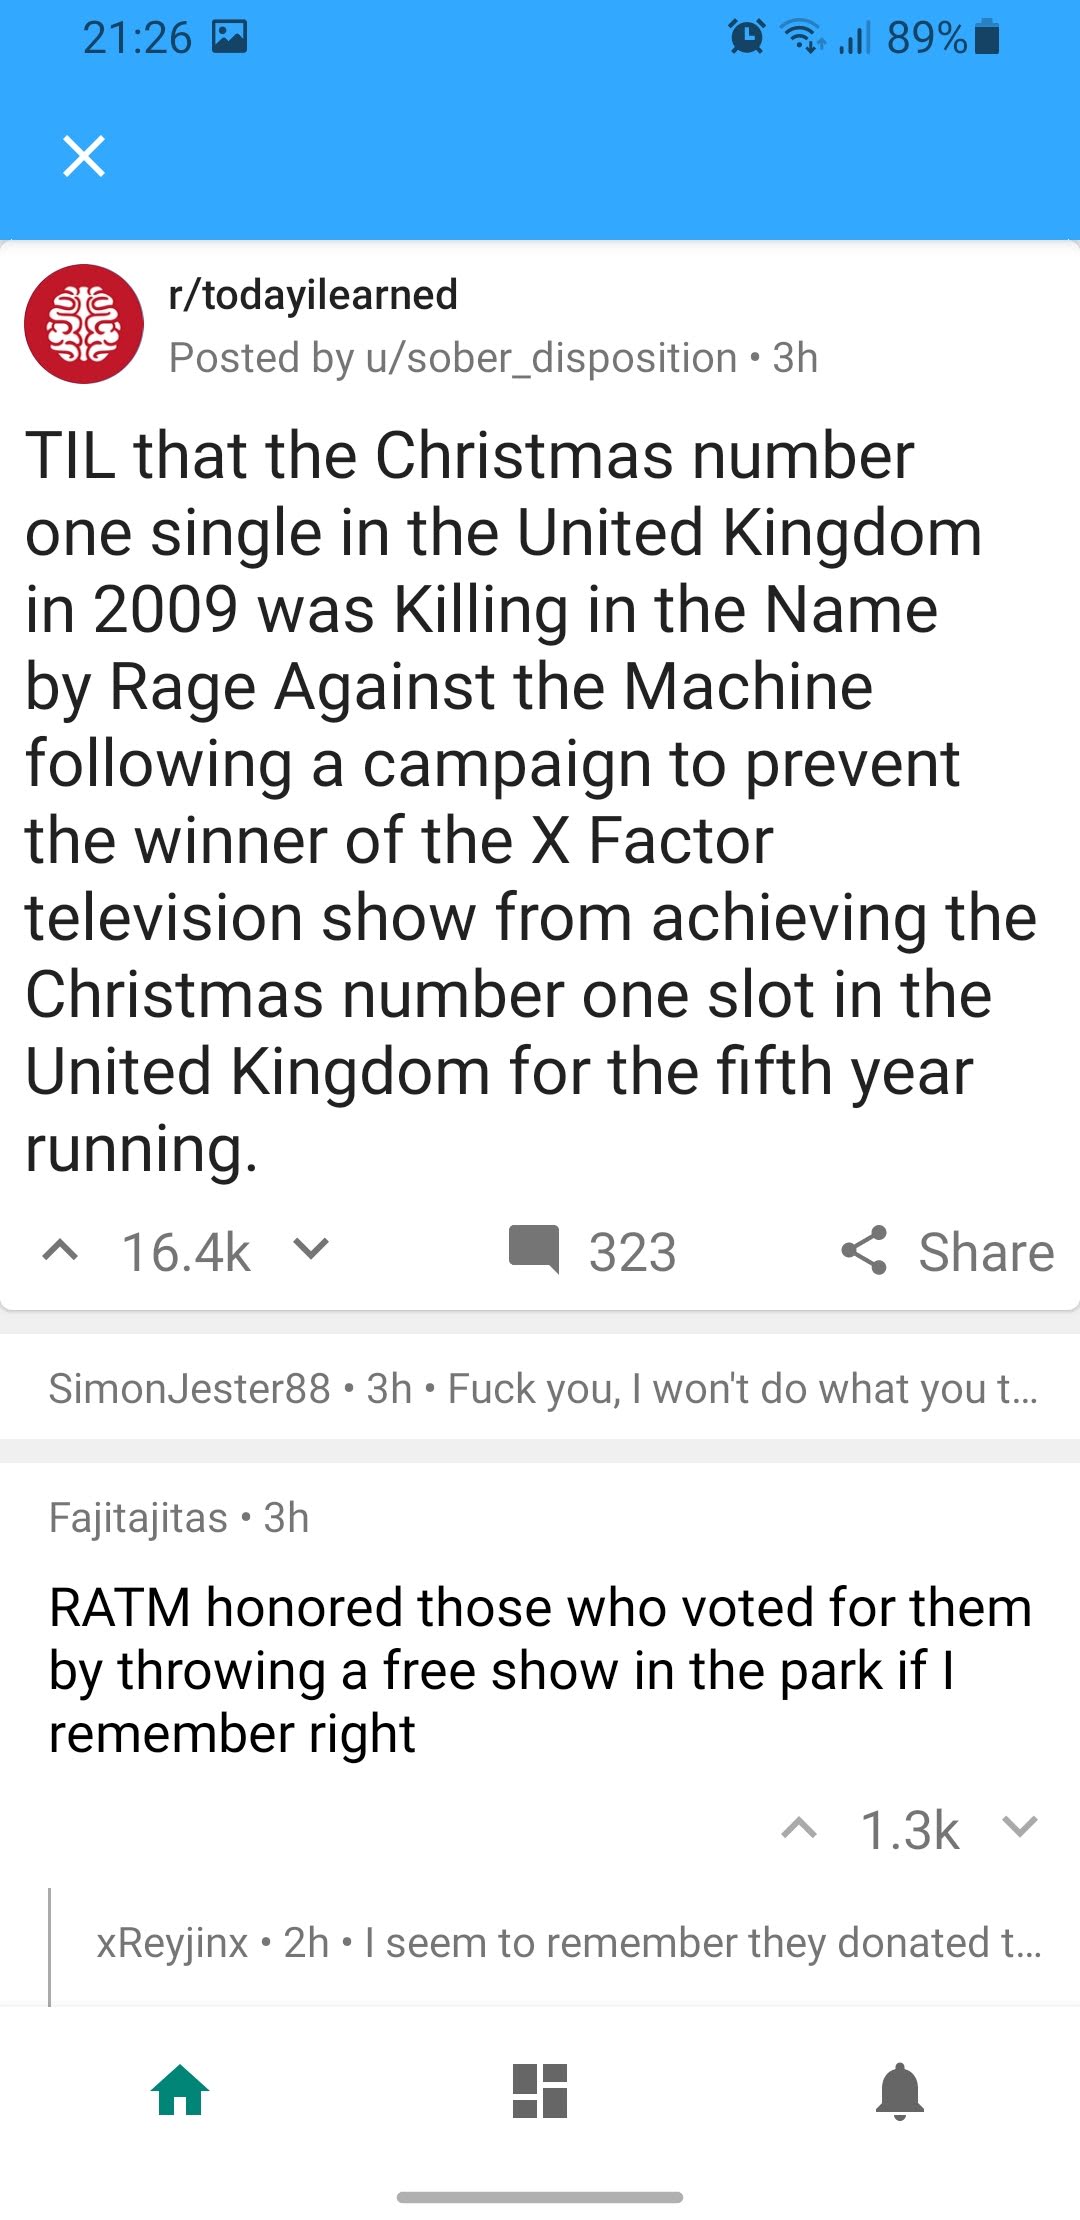 21:26
89%
r/todayilearned
Posted by u/sober_disposition • 3h
TIL that the Christmas number
one single in the United Kingdom
in 2009 was Killing in the Name
by Rage Against the Machine
following a campaign to prevent
the winner of the X Factor
television show from achieving the
Christmas number one slot in the
United Kingdom for the fifth year
running.
16.4k
323
Share
SimonJester88 • 3h • Fuck you, I won't do what you t...
Fajitajitas • 3h
RATM honored those who voted for them
by throwing a free show in the park if I
remember right
1.3k
xReyjinx • 2h • I seem to remember they donated t...